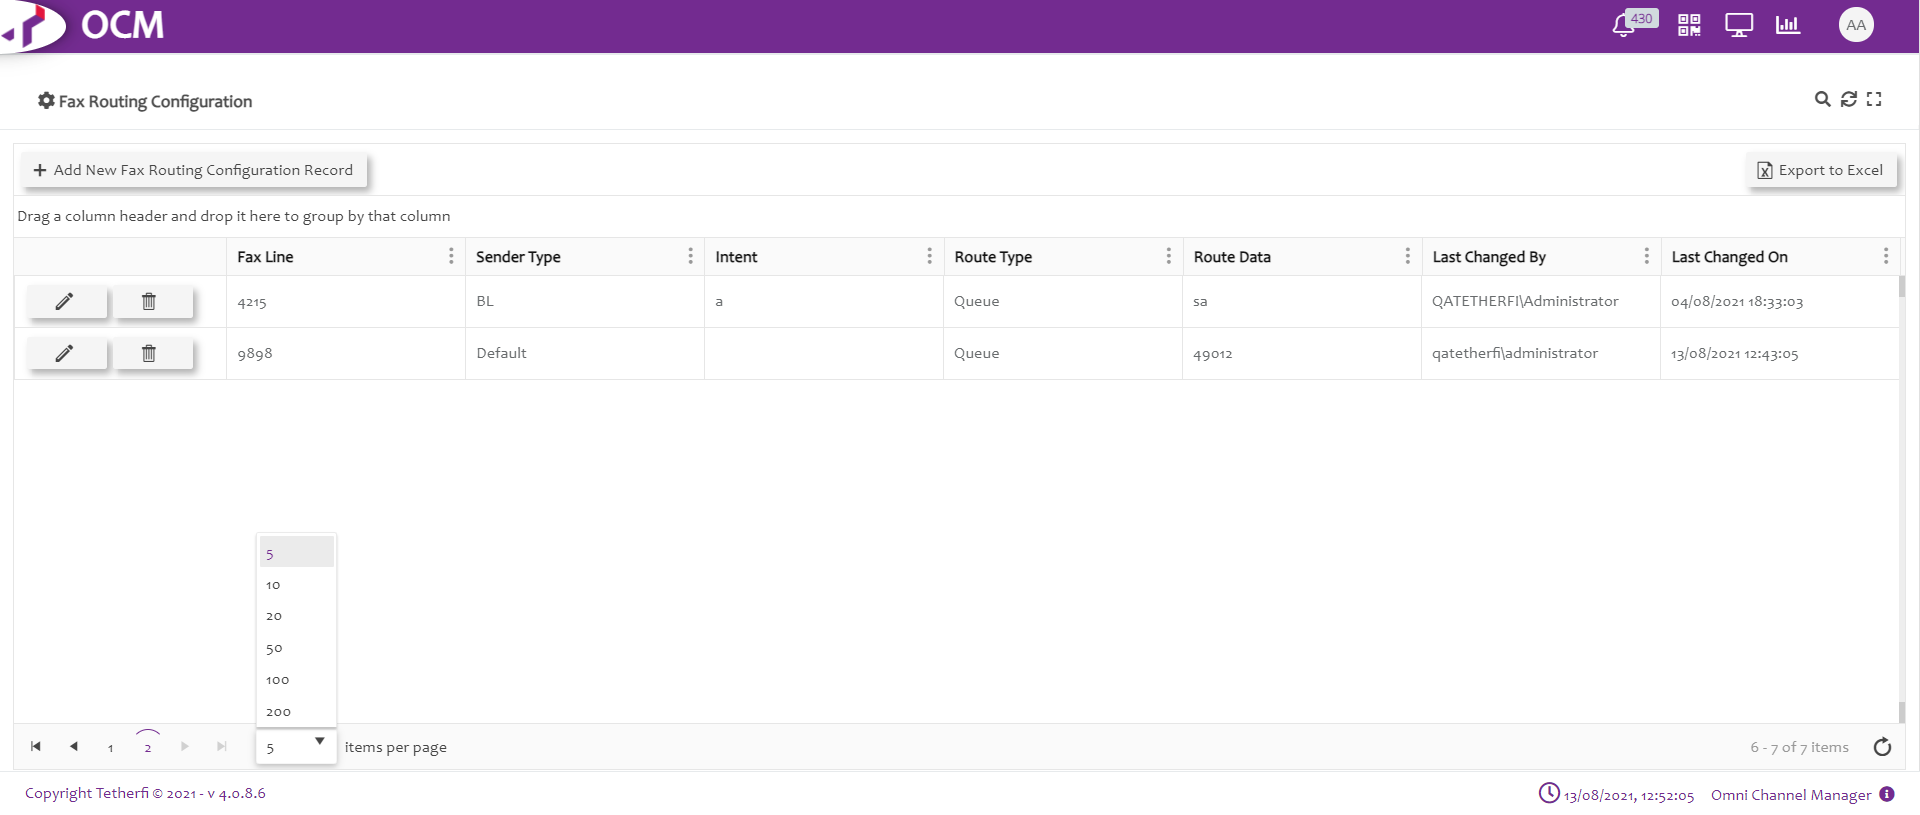 OCM
430
AA
Fax Routing Configuration
+ Add New Fax Routing Configuration Record
Export to Excel
Drag a column header and drop it here to group by that column
Fax Line Sender Type Intent Route Type Route Data Last Changed By Last Changed On
4215 BL a Queue sa QATETHERFI\Administrator 04/08/2021 18:33:03
9898 Default Queue 49012 qatetherfi\administrator 13/08/2021 12:43:05
5
10
20
50
100
200
1 2 5 items per page 6 - 7 of 7 items
Copyright Tetherfi © 2021 - v 4.0.8.6 13/08/2021, 12:52:05 Omni Channel Manager